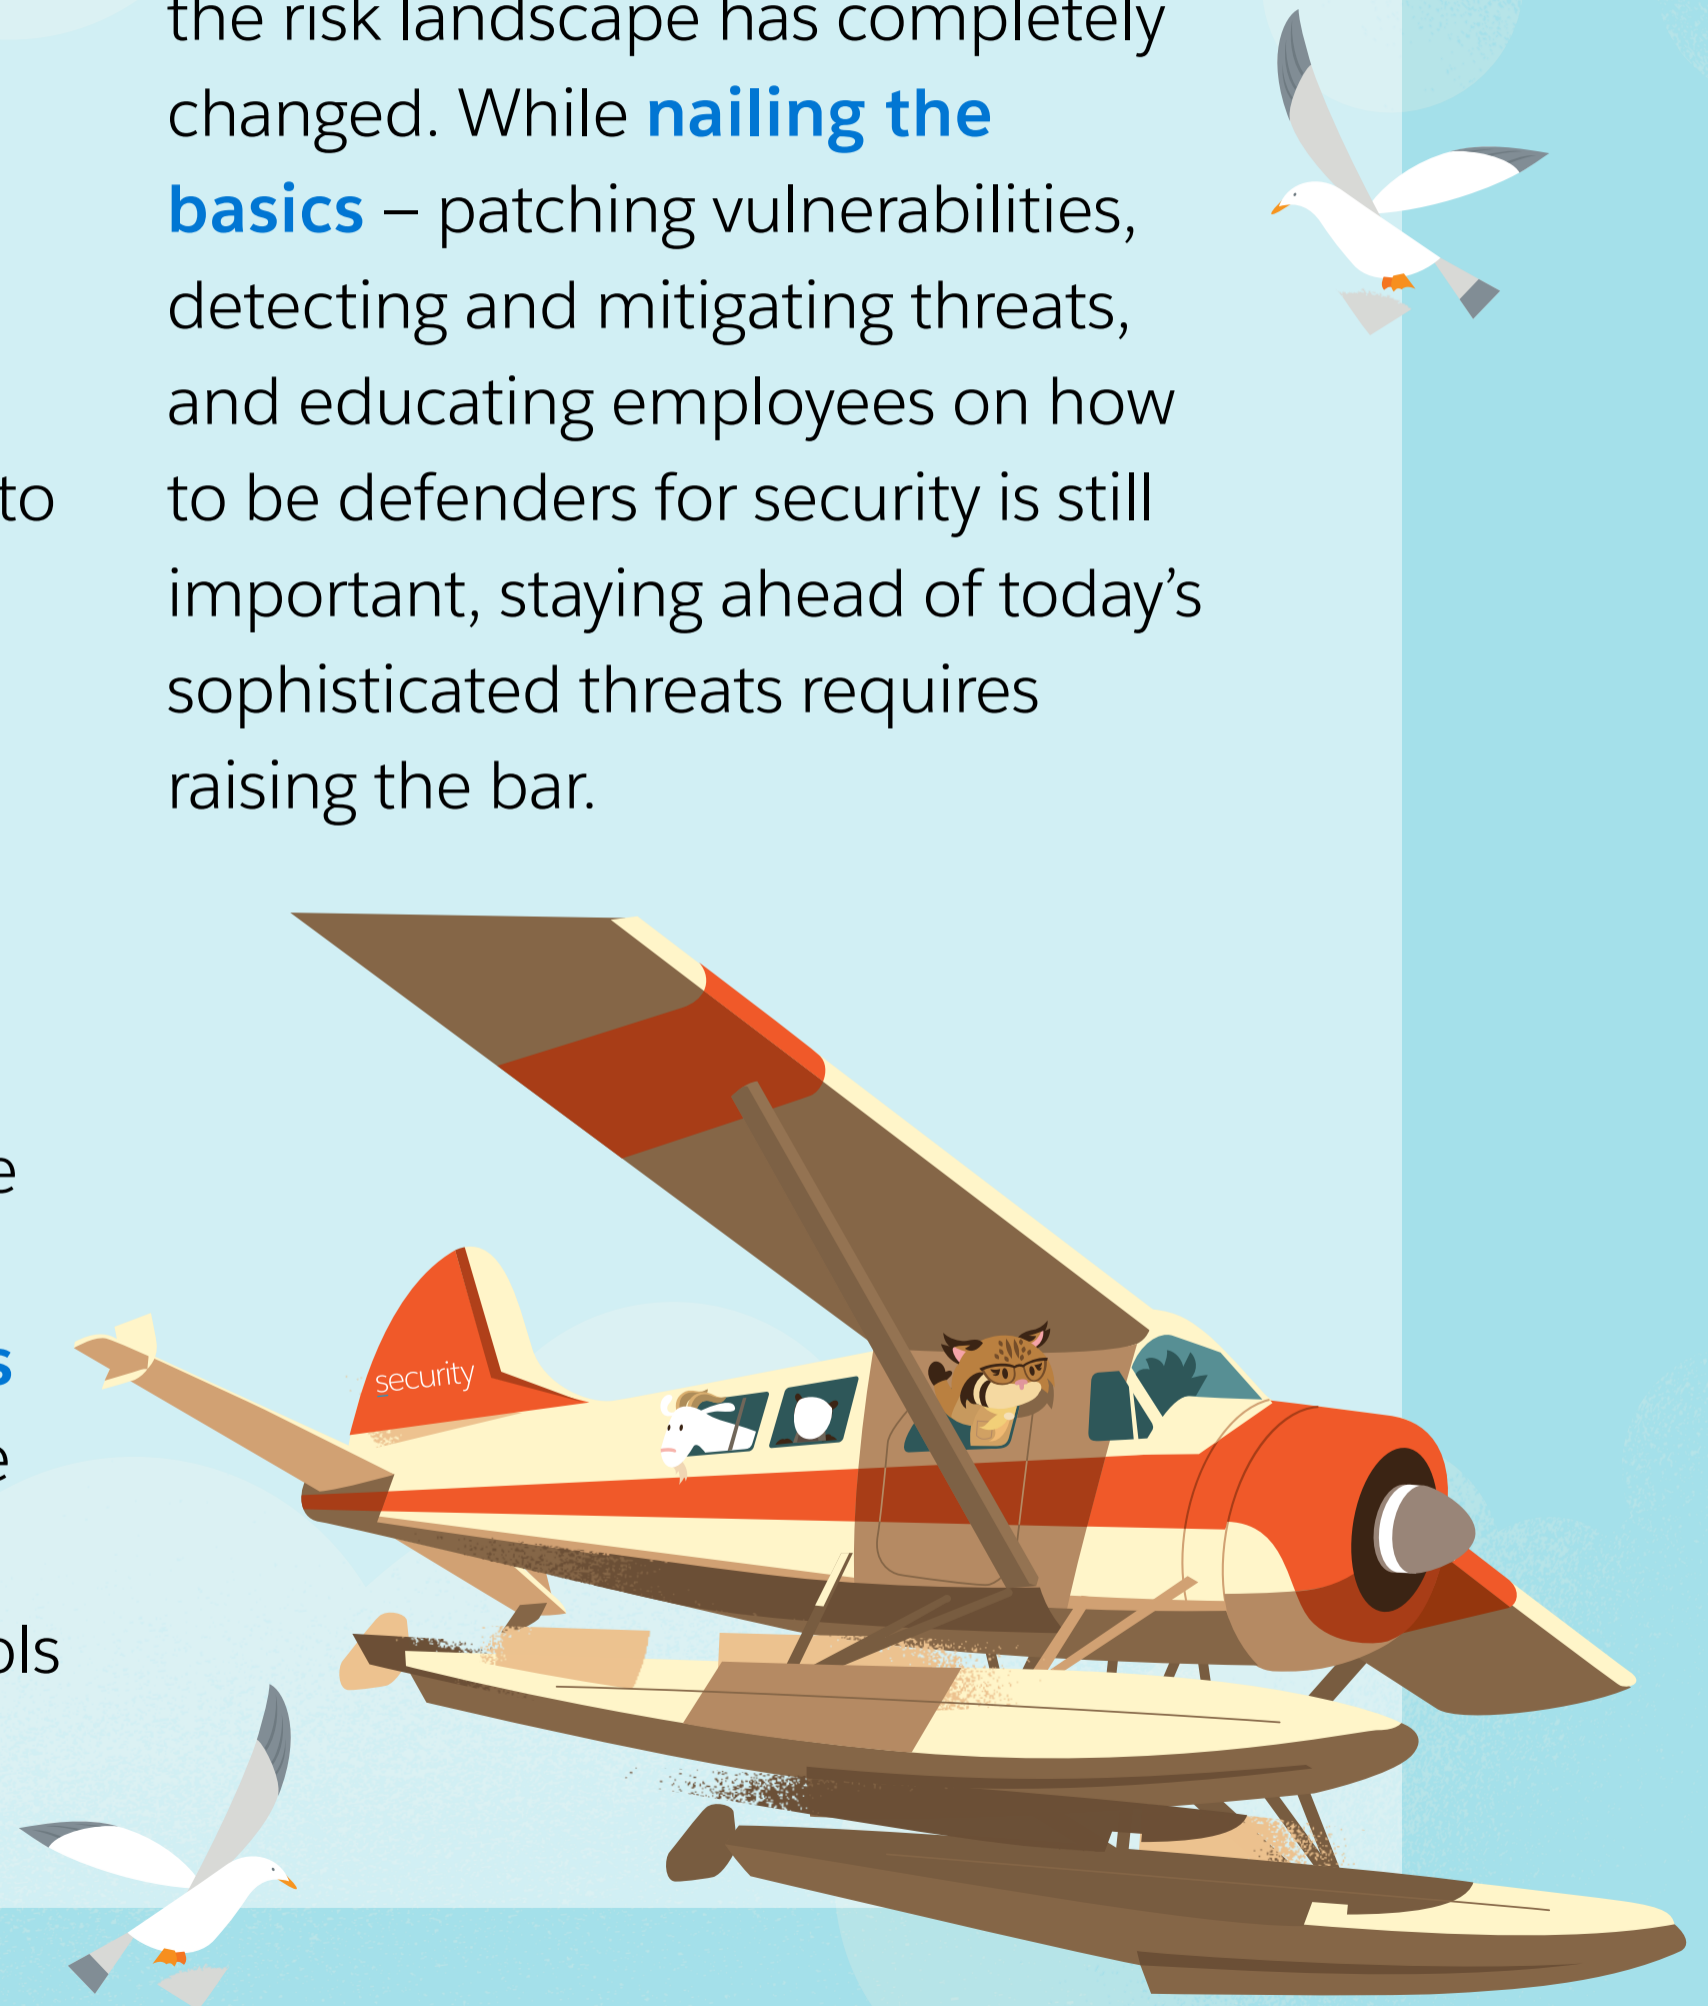 the risk landscape has completely
changed. While nailing the
basics – patching vulnerabilities,
detecting and mitigating threats,
and educating employees on how
to be defenders for security is still
important, staying ahead of today’s
sophisticated threats requires
raising the bar.
to
security